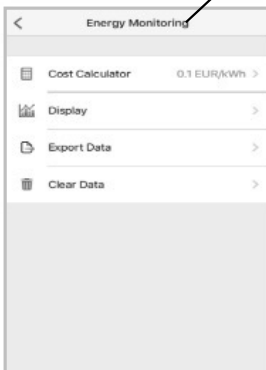 Energy Monitoring
Cost Calculator 0.1 EUR/kWh
Display
Export Data
Clear Data